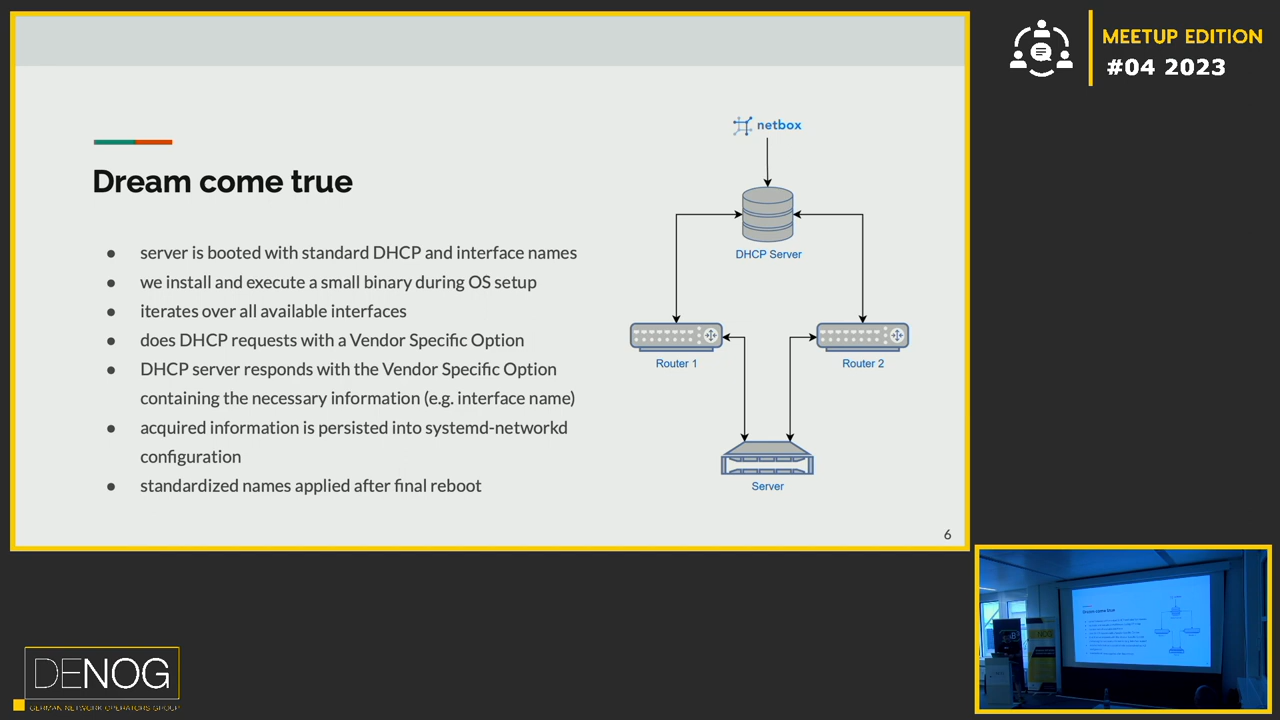 MEETUP EDITION
#04 2023
Dream come true
● server is booted with standard DHCP and interface names
● we install and execute a small binary during OS setup
● iterates over all available interfaces
● does DHCP requests with a Vendor Specific Option
● DHCP server responds with the Vendor Specific Option
containing the necessary information (e.g. interface name)
● acquired information is persisted into systemd-networkd
configuration
● standardized names applied after final reboot
netbox
DHCP Server
Router 1
Router 2
Server
6
Dream come true
DENOG
GERMAN NETWORK OPERATORS GROUP